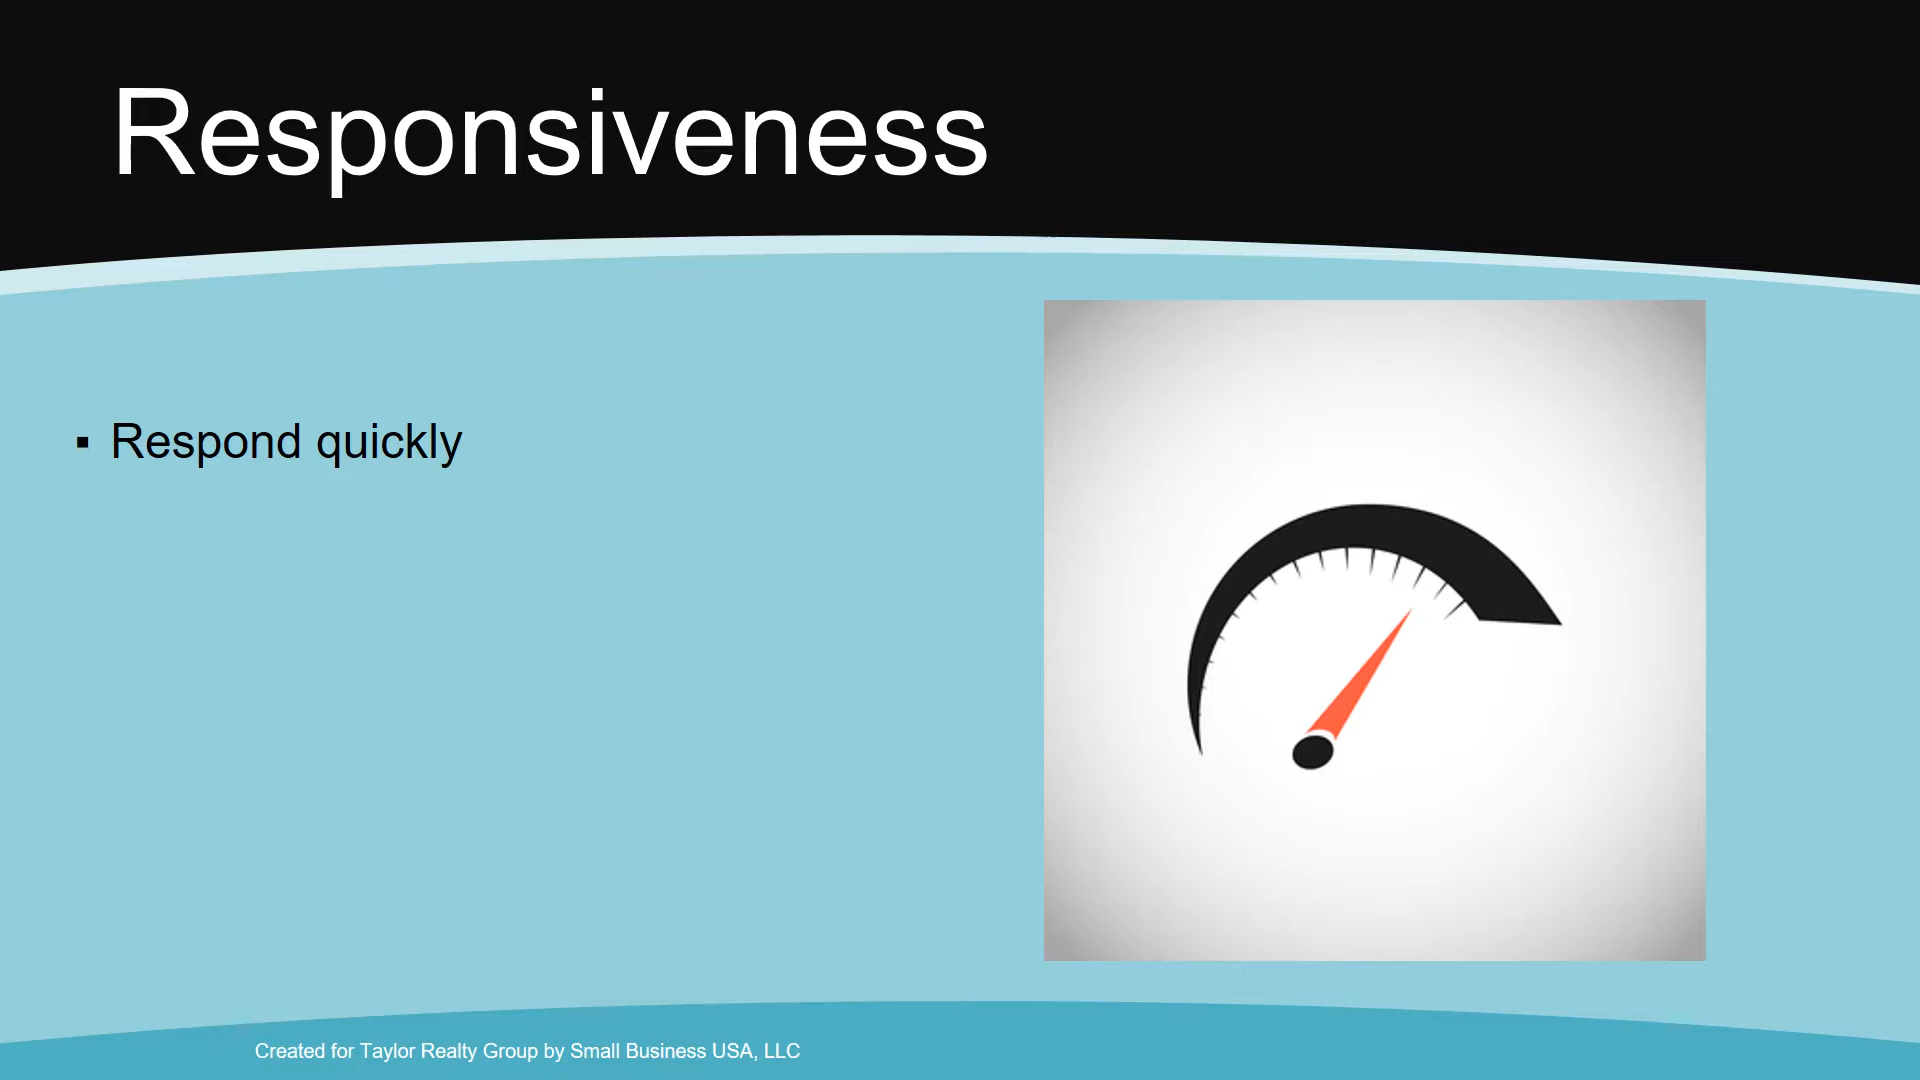 Responsiveness
▪ Respond quickly
Created for Taylor Realty Group by Small Business USA, LLC